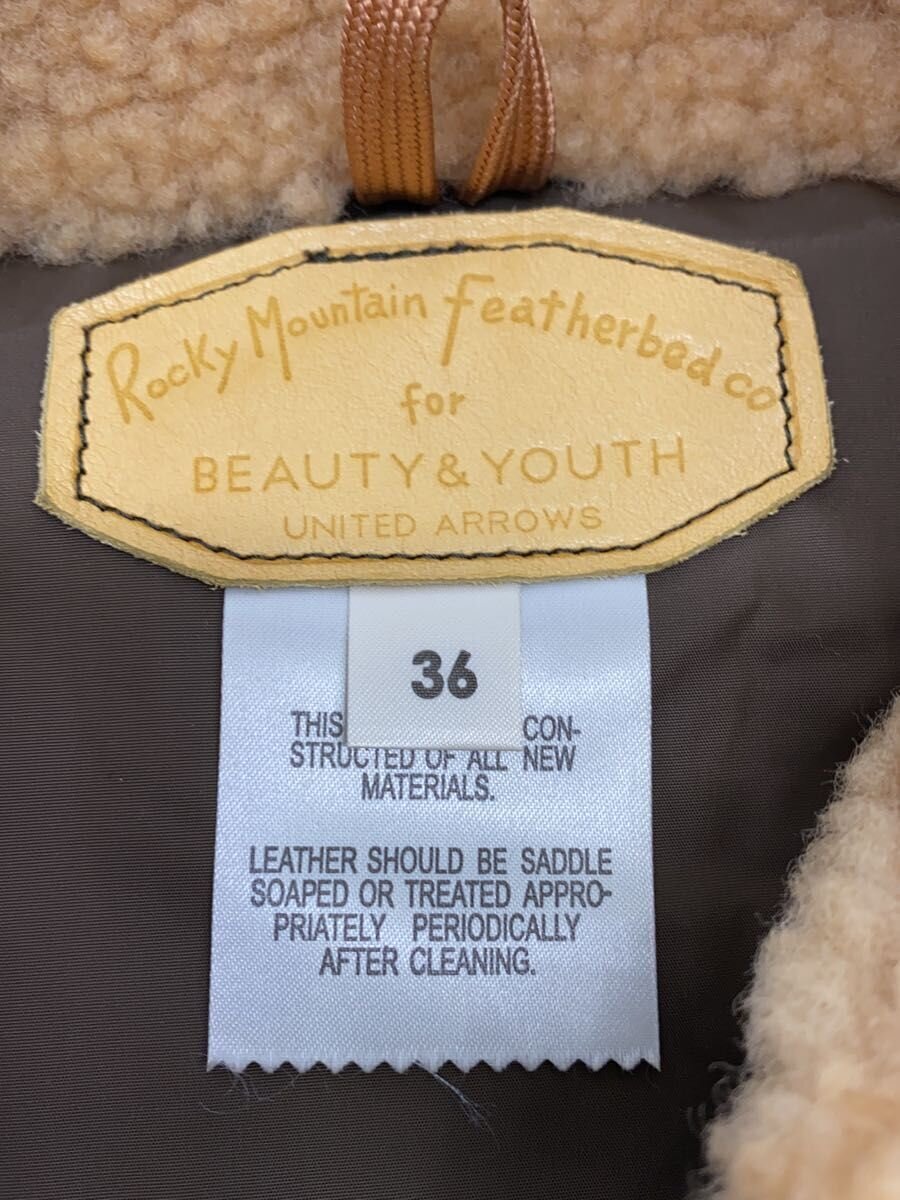 Rocky Mountain Featherbed co
for
BEAUTY & YOUTH
UNITED ARROWS
36
THIS CON-
STRUCTED OF ALL NEW
MATERIALS.
LEATHER SHOULD BE SADDLE
SOAPED OR TREATED APPRO-
PRIATELY PERIODICALLY
AFTER CLEANING.